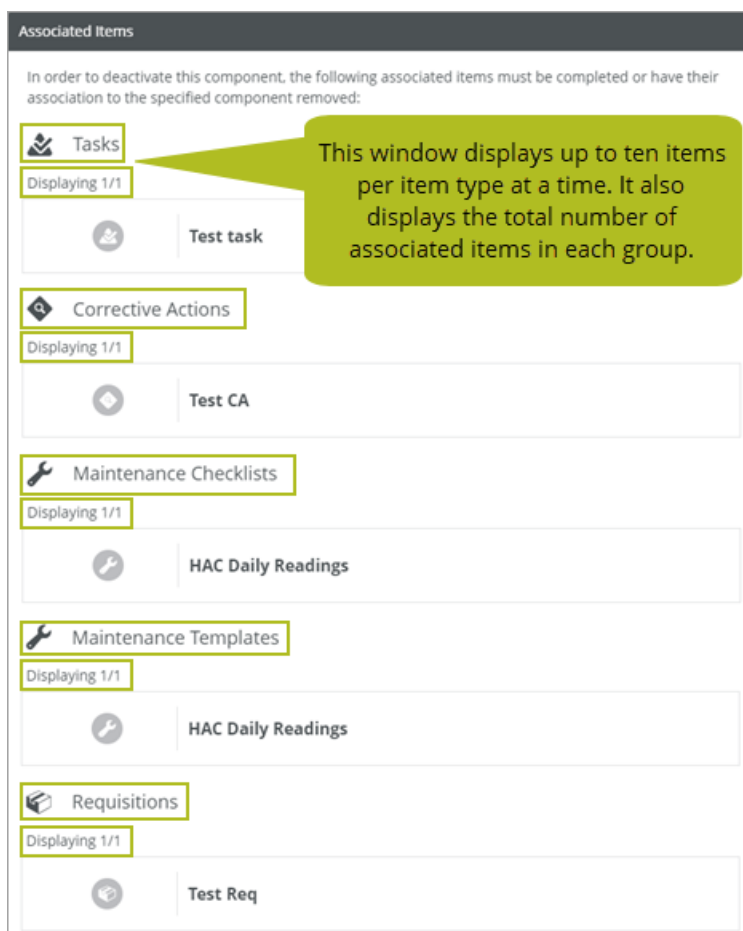 Associated Items
In order to deactivate this component, the following associated items must be completed or have their
association to the specified component removed:
Tasks
This window displays up to ten items
per item type at a time. It also
displays the total number of
associated items in each group.
Displaying 1/1
Test task
Corrective Actions
Displaying 1/1
Test CA
Maintenance Checklists
Displaying 1/1
HAC Daily Readings
Maintenance Templates
Displaying 1/1
HAC Daily Readings
Requisitions
Displaying 1/1
Test Req